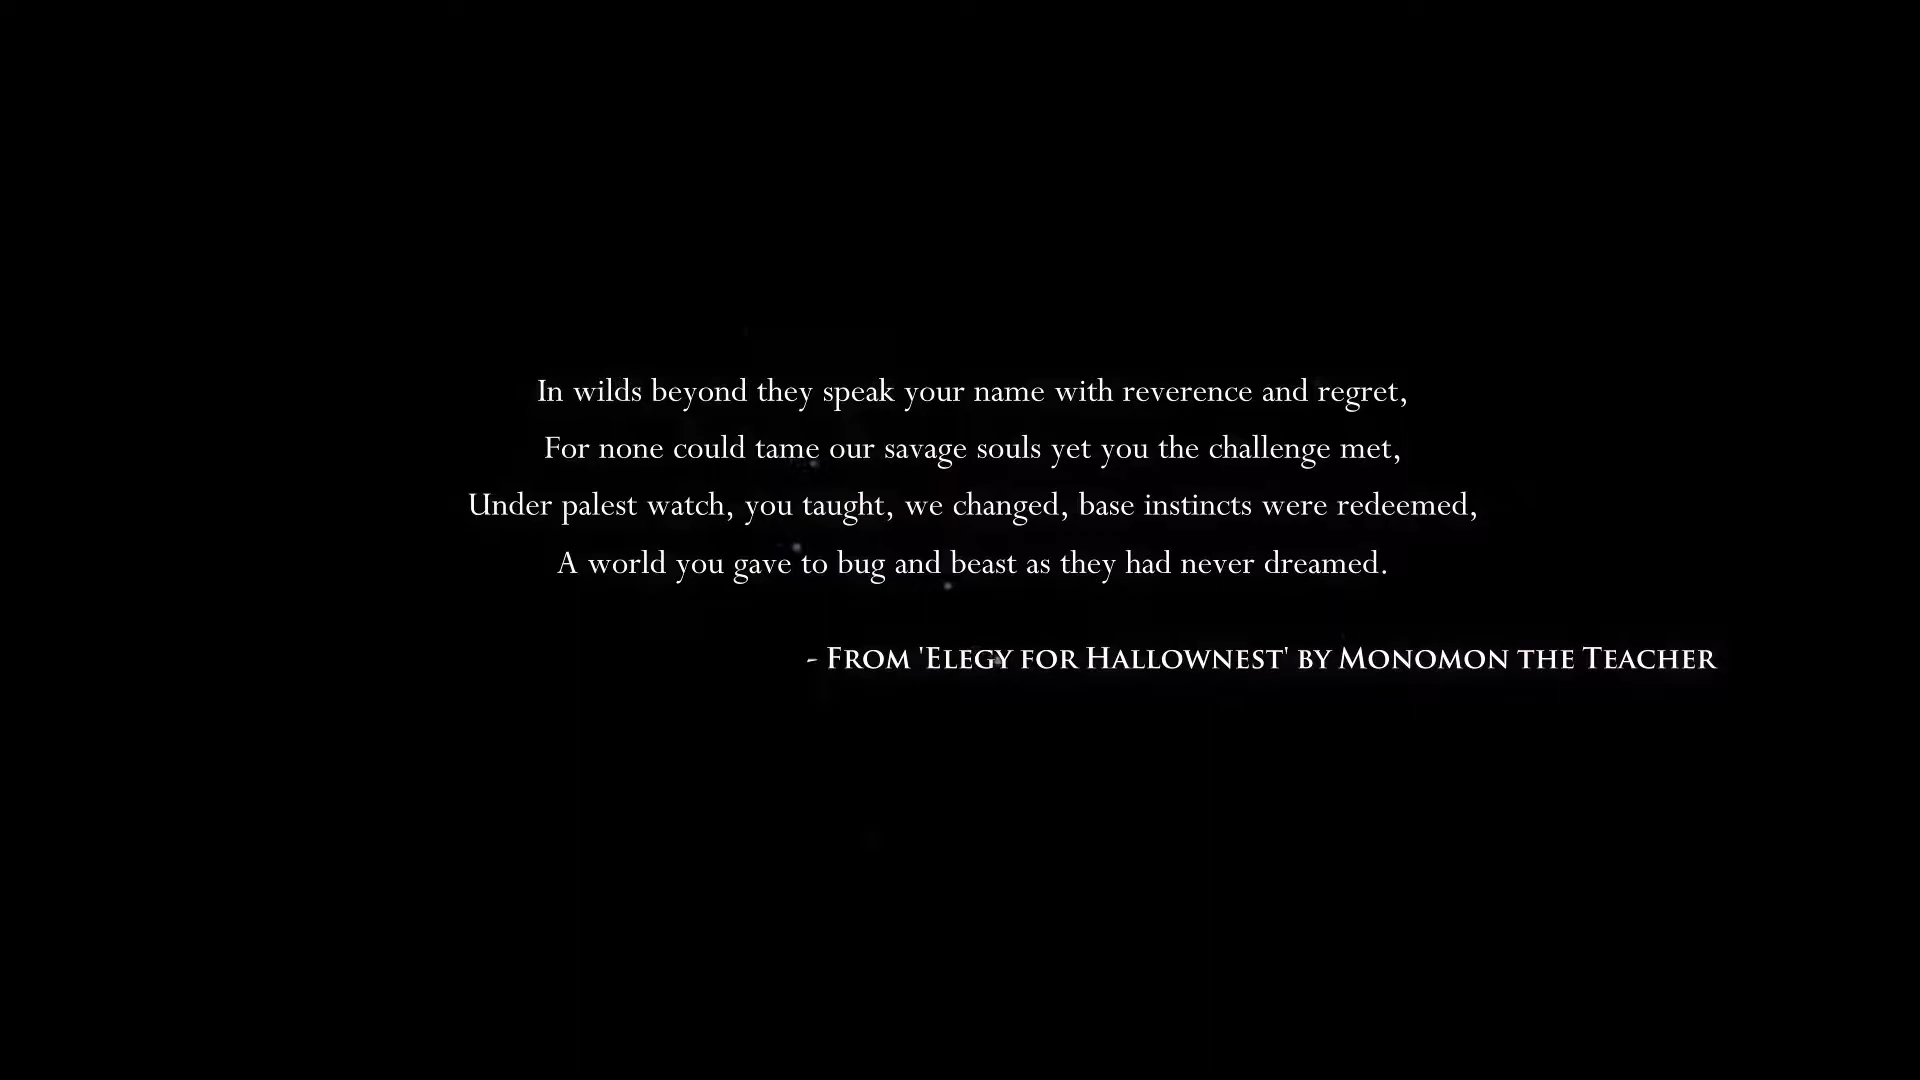 In wilds beyond they speak your name with reverence and regret,
For none could tame our savage souls yet you the challenge met,
Under palest watch, you taught, we changed, base instincts were redeemed,
A world you gave to bug and beast as they had never dreamed.
- From 'Elegy for Hallownest' by Monomon the Teacher